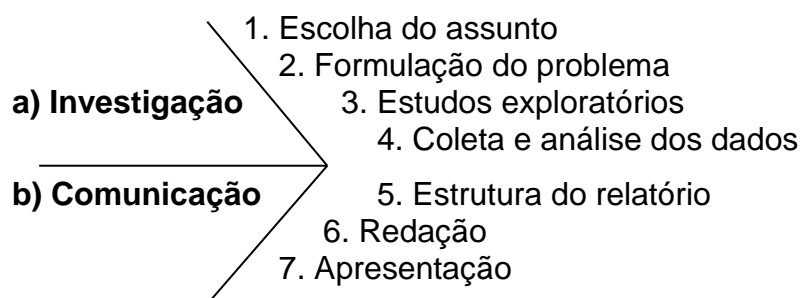 1. Escolha do assunto
2. Formulação do problema
a) Investigação
3. Estudos exploratórios
4. Coleta e análise dos dados
b) Comunicação
5. Estrutura do relatório
6. Redação
7. Apresentação